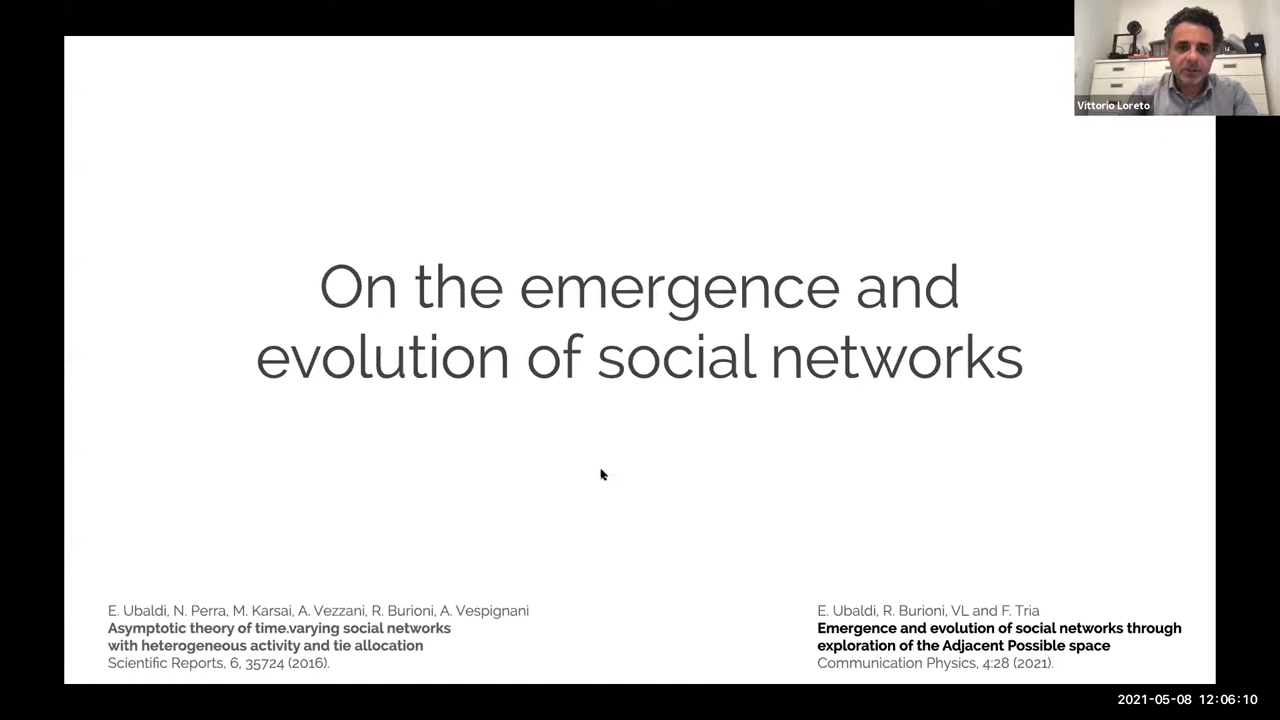 Vittorio Loreto
On the emergence and
evolution of social networks
E. Ubaldi, N. Perra, M. Karsai, A. Vezzani, R. Burioni, A. Vespignani
Asymptotic theory of time.varying social networks
with heterogeneous activity and tie allocation
Scientific Reports, 6, 35724 (2016).
E. Ubaldi, R. Burioni, VL and F. Tria
Emergence and evolution of social networks through
exploration of the Adjacent Possible space
Communication Physics, 4:28 (2021).
2021-05-08 12:06:10